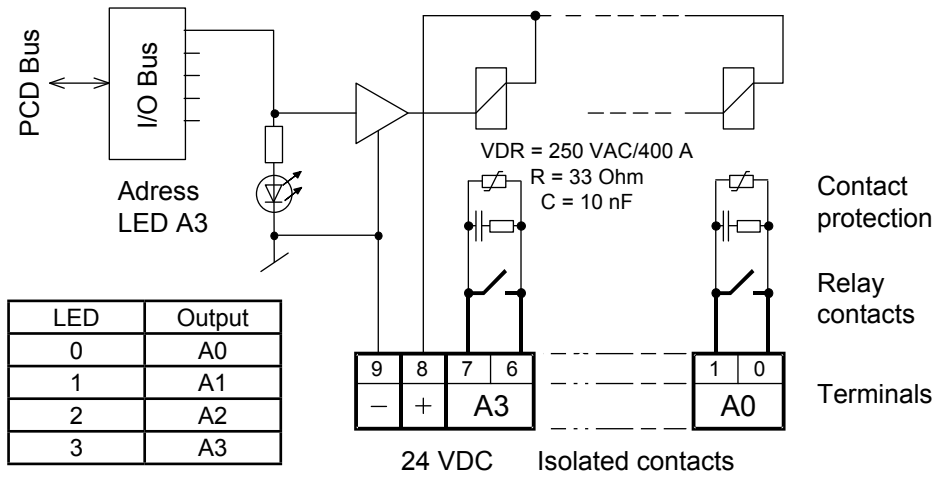 PCD Bus
I/O Bus
Adress
LED A3
VDR = 250 VAC/400 A
R = 33 Ohm
C = 10 nF
Contact
protection
Relay
contacts
Terminals
LED Output
0 A0
1 A1
2 A2
3 A3
9 8 7 6 1 0
– + A3 A0
24 VDC Isolated contacts